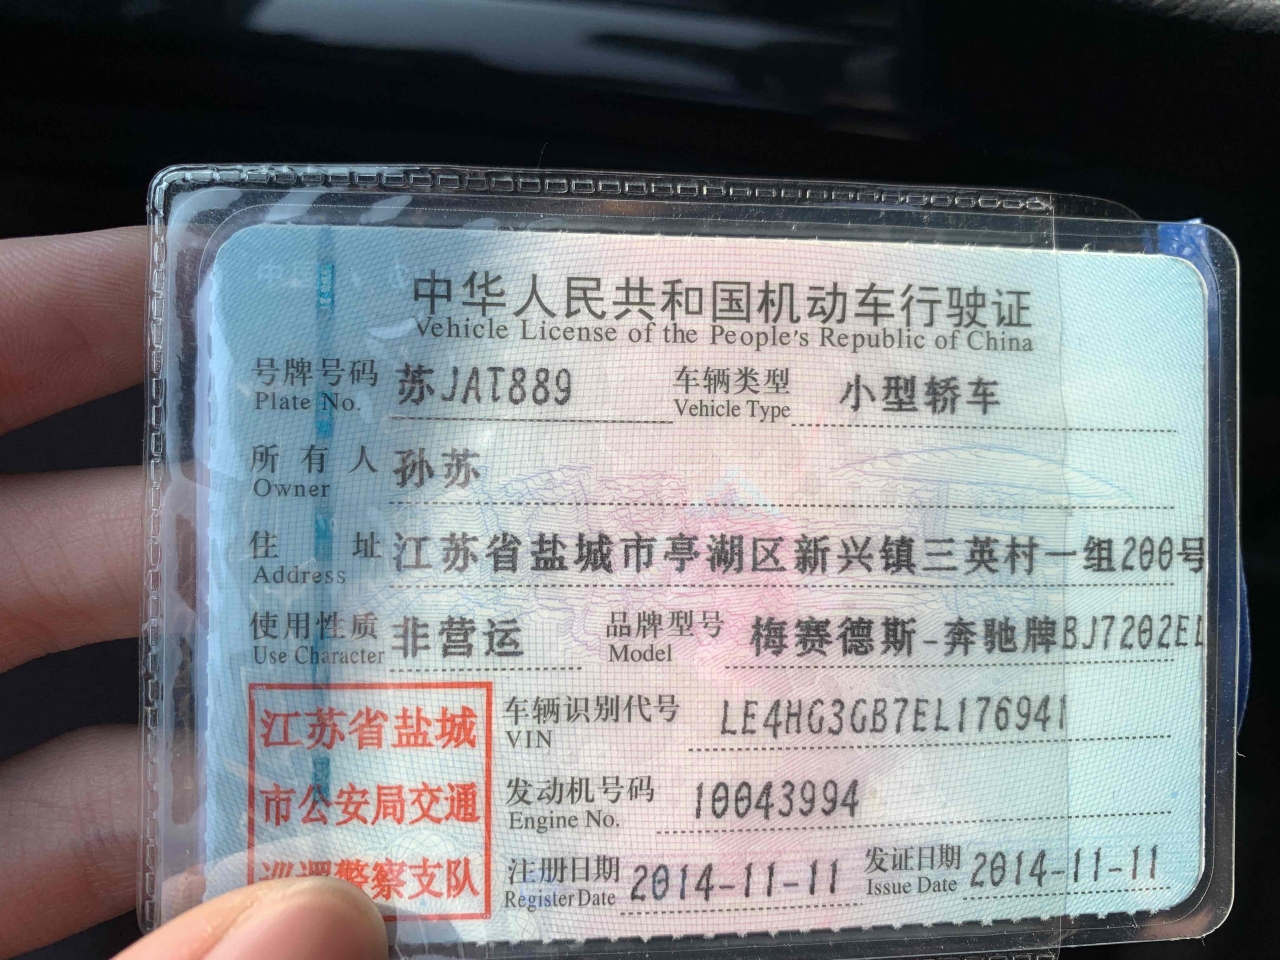 中华人民共和国机动车行驶证
Vehicle License of the People's Republic of China
号牌号码 苏JAT889 车辆类型 小型轿车
Plate No. Vehicle Type
所有人 孙苏
Owner
住址 江苏省盐城市亭湖区新兴镇三英村一组200号
Address
使用性质 非营运 品牌型号 梅赛德斯-奔驰牌BJ7202EL
Use Character Model
江苏省盐城
市公安局交通
警察支队
车辆识别代号 LE4HG3GB7EL176941
VIN
发动机号码 10043994
Engine No.
注册日期 2014-11-11 发证日期 2014-11-11
Register Date Issue Date